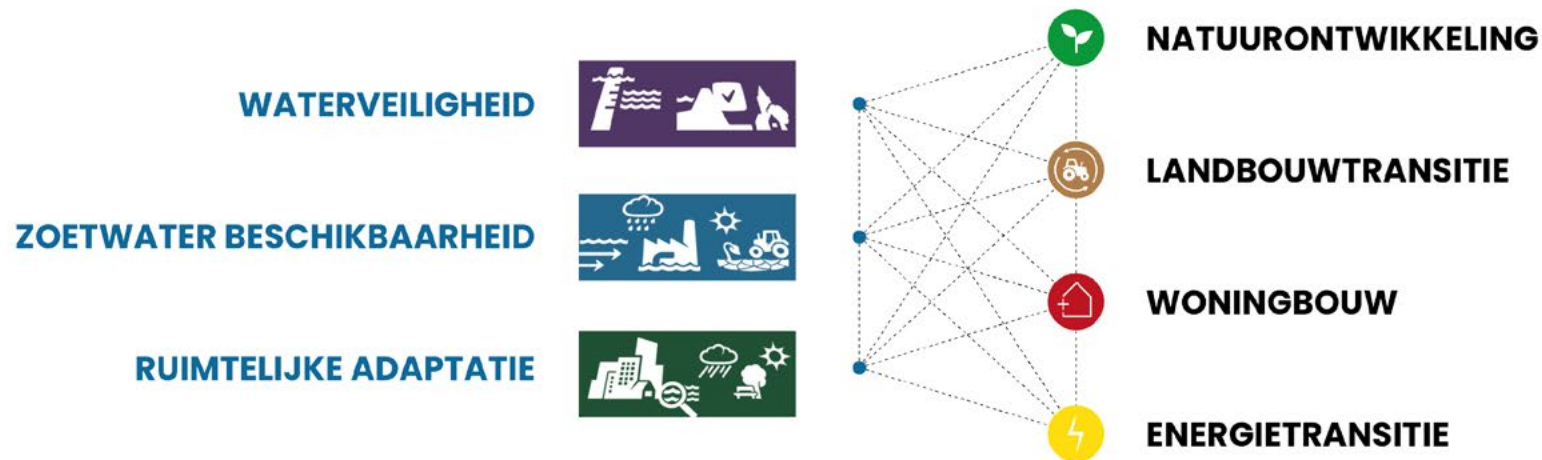 WATERVEILIGHEID
ZOETWATER BESCHIKBAARHEID
RUIMTELIJKE ADAPTATIE
NATUURONTWIKKELING
LANDBOUWTRANSITIE
WONINGBOUW
ENERGIETRANSITIE